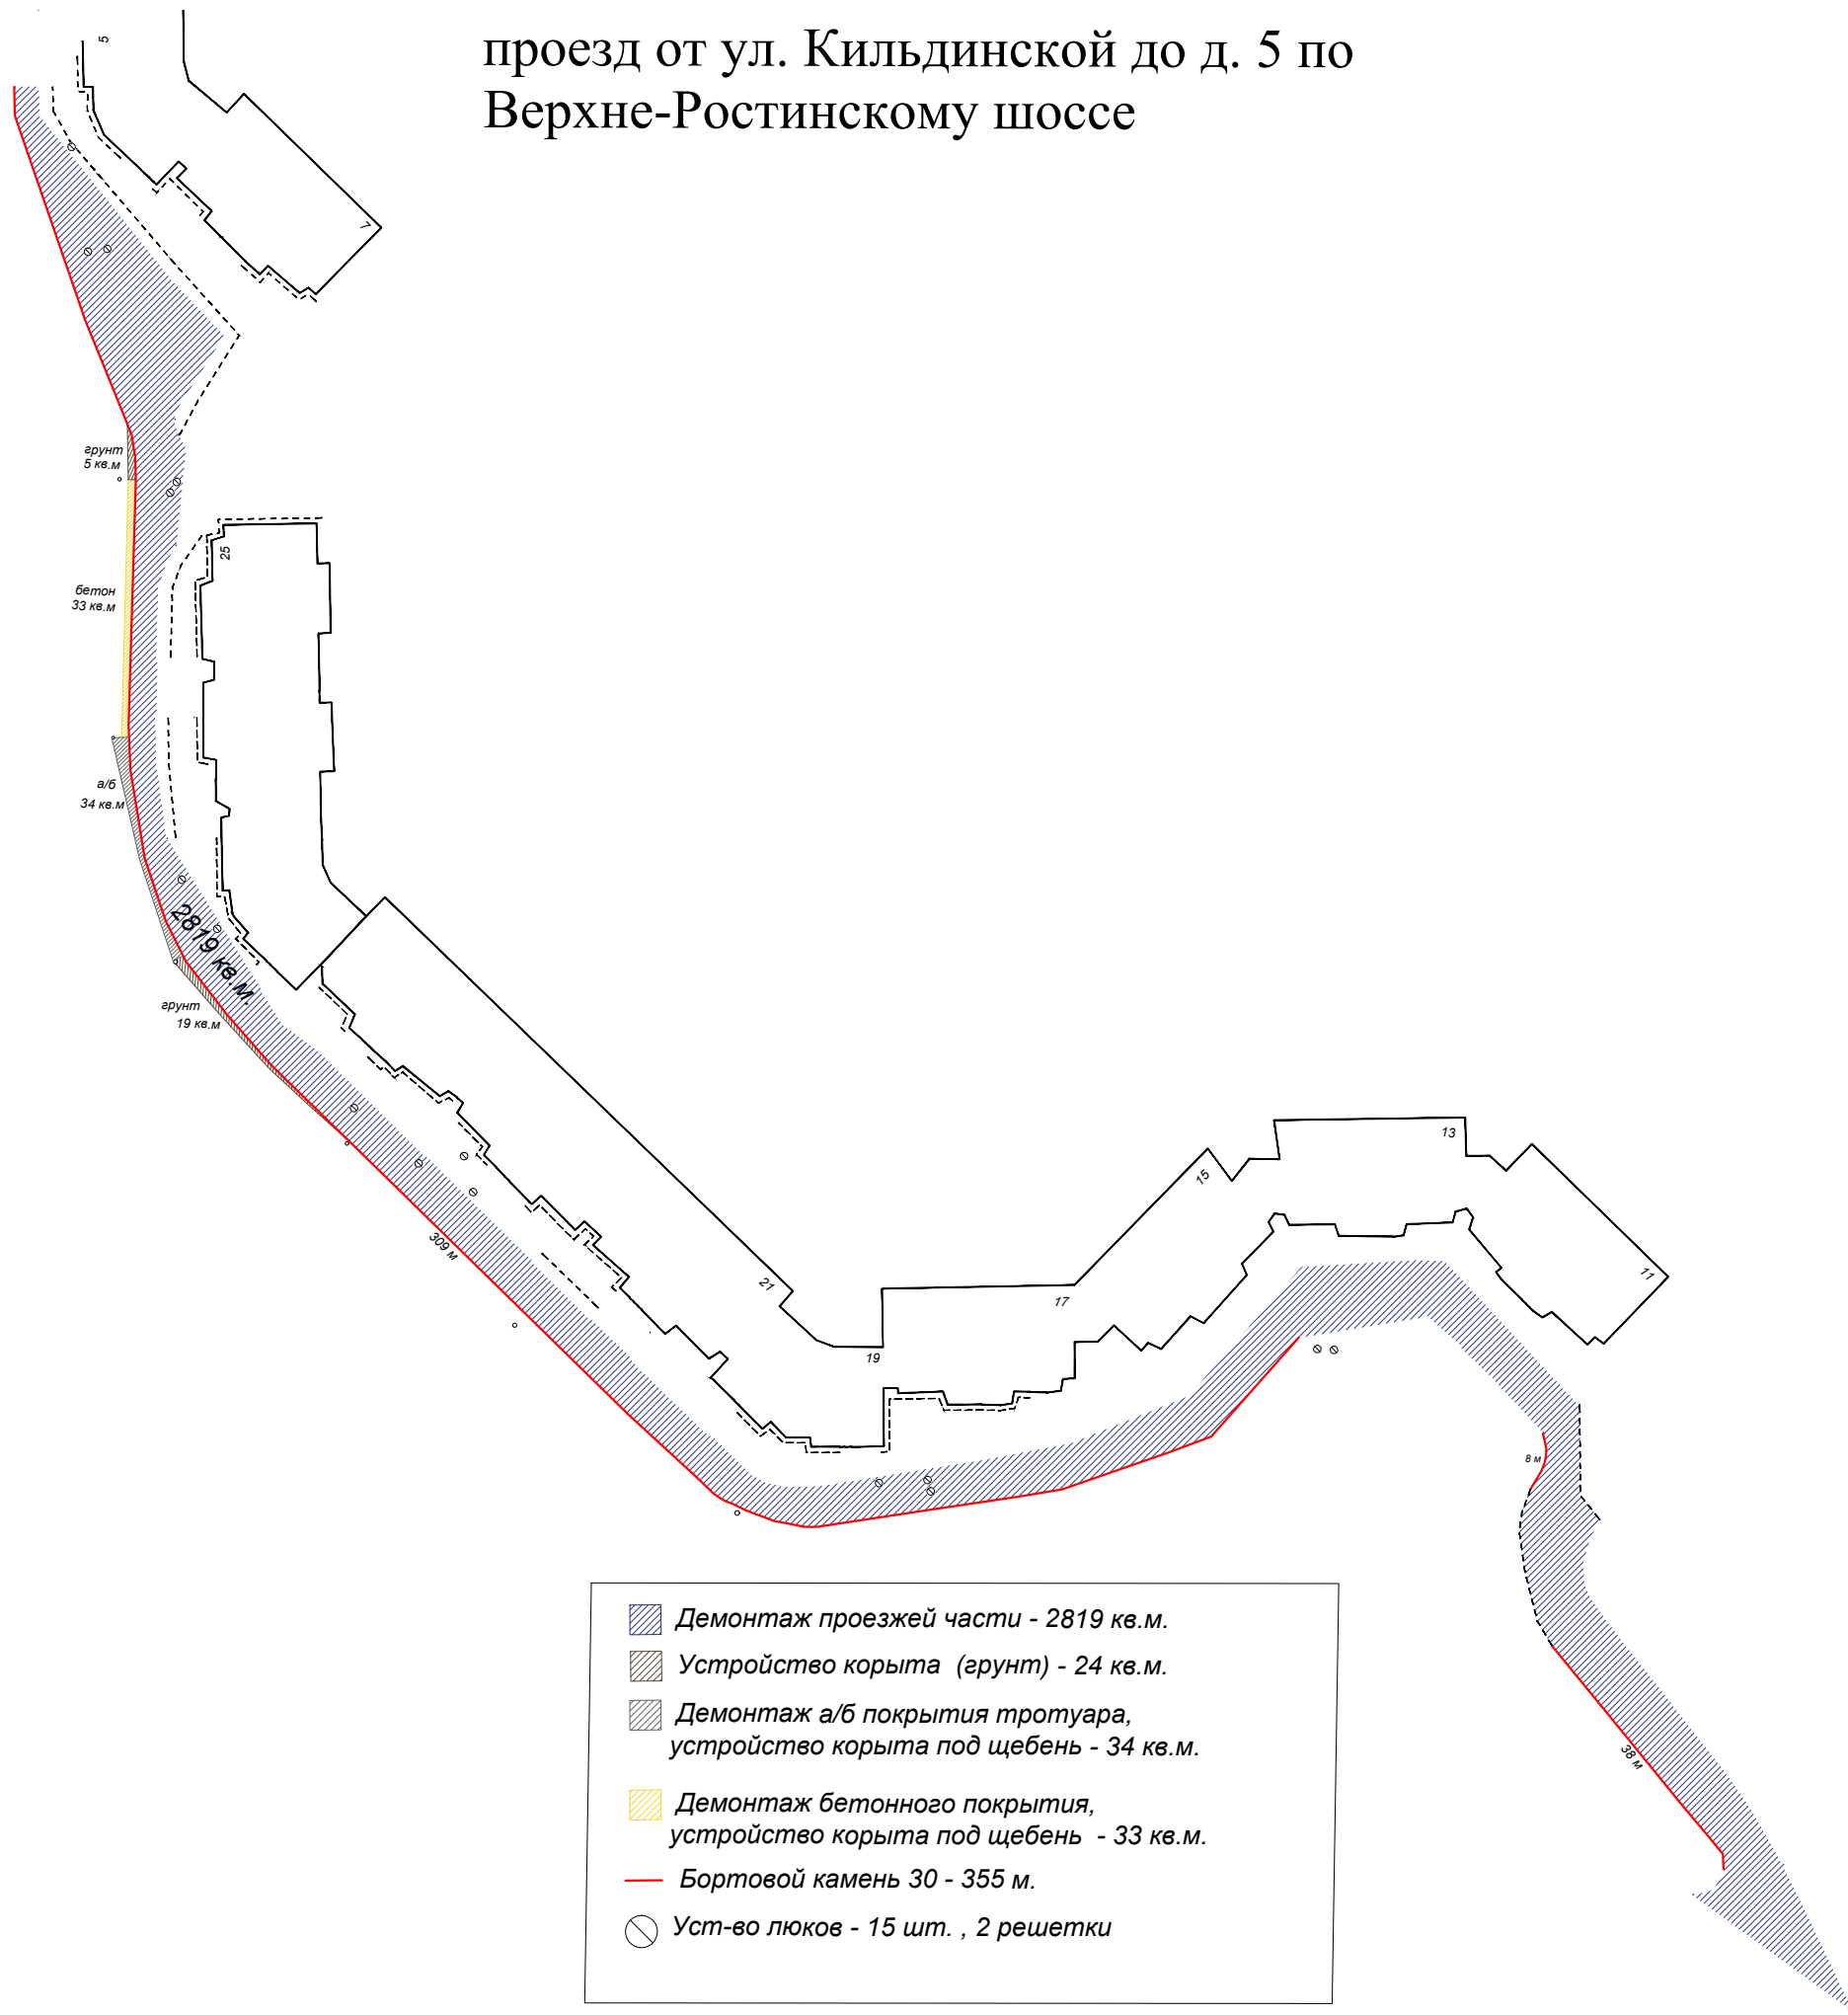 проезд от ул. Кильдинской до д. 5 по
Верхне-Ростинскому шоссе
5
7
грунт
5 кв.м
25
бетон
33 кв.м
а/б
34 кв.м
2819 кв.м.
грунт
19 кв.м
309 м
21
19
17
15
13
11
8 м
38 м
Демонтаж проезжей части - 2819 кв.м.
Устройство корыта (грунт) - 24 кв.м.
Демонтаж а/б покрытия тротуара,
устройство корыта под щебень - 34 кв.м.
Демонтаж бетонного покрытия,
устройство корыта под щебень - 33 кв.м.
Бортовой камень 30 - 355 м.
Уст-во люков - 15 шт. , 2 решетки